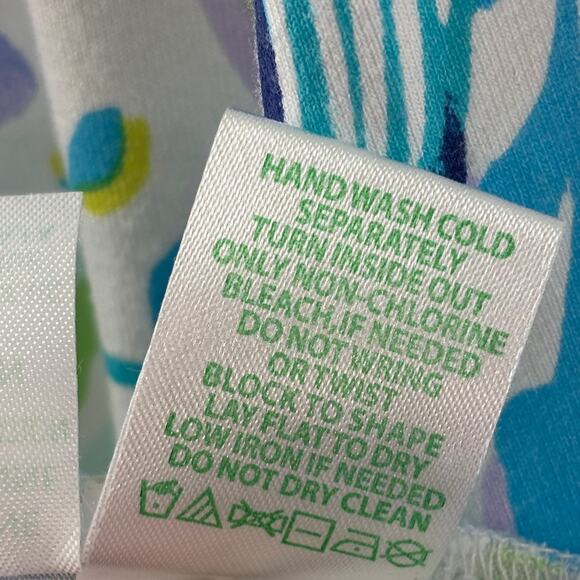 HAND WASH COLD
SEPARATELY
TURN INSIDE OUT
ONLY NON-CHLORINE
BLEACH, IF NEEDED
DO NOT WRING
OR TWIST
BLOCK TO SHAPE
LAY FLAT TO DRY
LOW IRON IF NEEDED
DO NOT DRY CLEAN